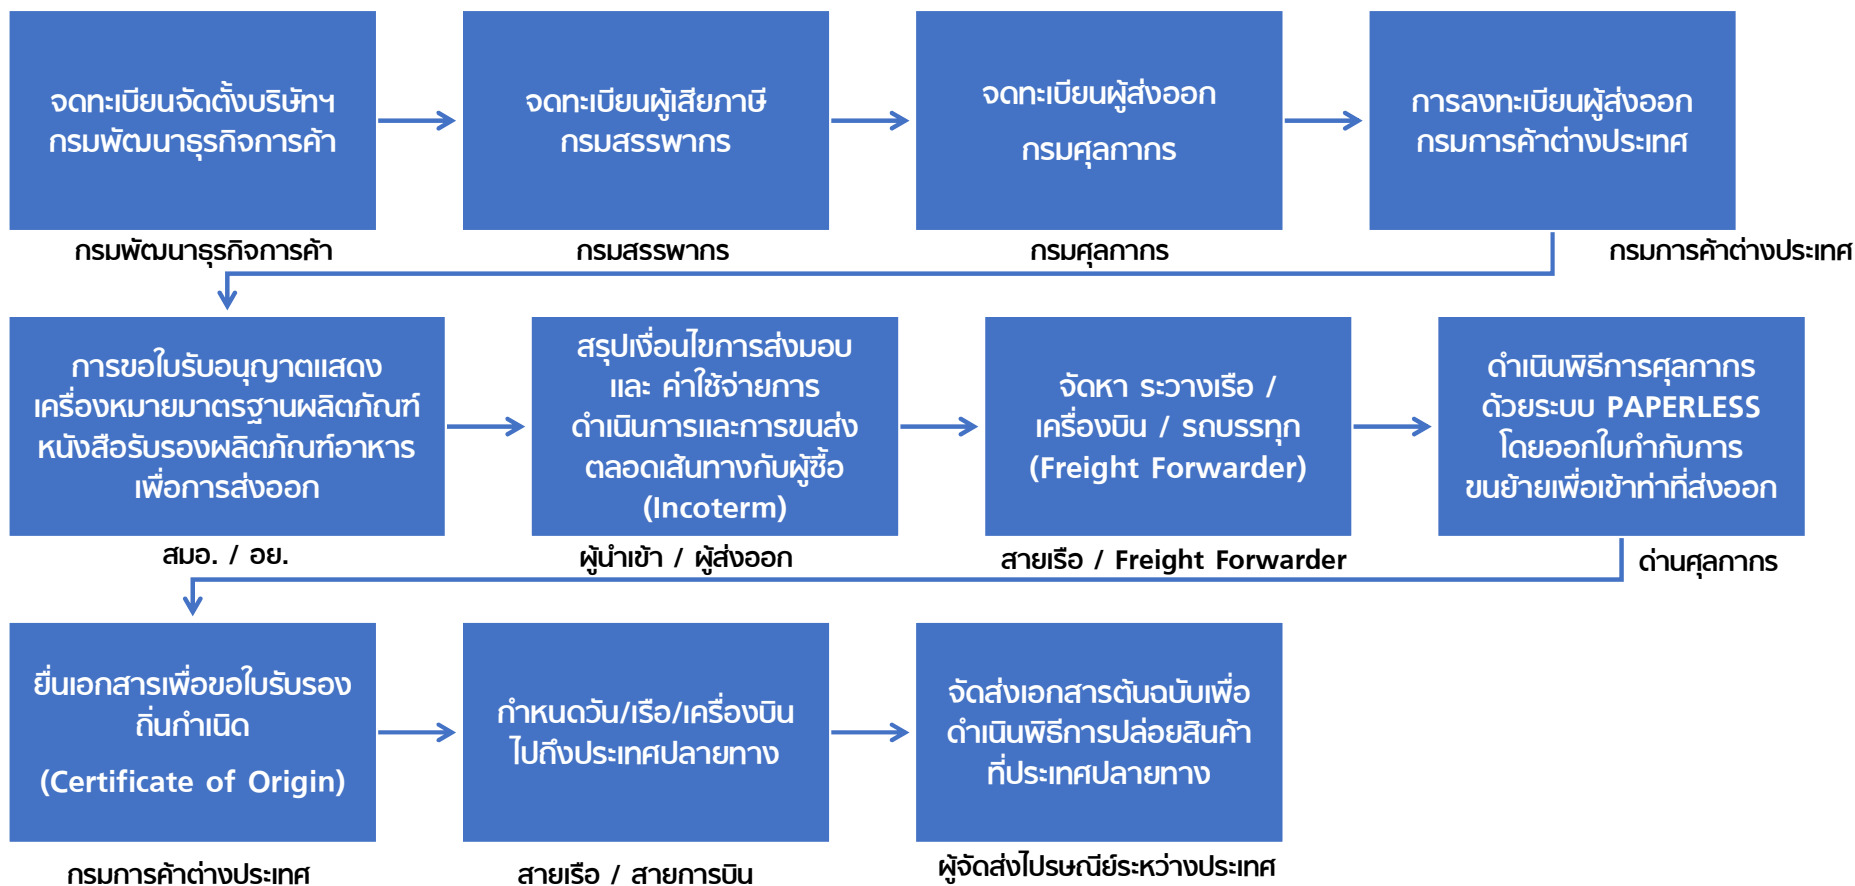 จดทะเบียนจัดตั้งบริษัทฯ
กรมพัฒนาธุรกิจการค้า
กรมพัฒนาธุรกิจการค้า
จดทะเบียนผู้เสียภาษี
กรมสรรพากร
กรมสรรพากร
จดทะเบียนผู้ส่งออก
กรมศุลกากร
กรมศุลกากร
การลงทะเบียนผู้ส่งออก
กรมการค้าต่างประเทศ
กรมการค้าต่างประเทศ
การขอใบรับอนุญาตแสดง
เครื่องหมายมาตรฐานผลิตภัณฑ์
หนังสือรับรองผลิตภัณฑ์อาหาร
เพื่อการส่งออก
สมอ. / อย.
สรุปเงื่อนไขการส่งมอบ
และ ค่าใช้จ่ายการ
ดำเนินการและการขนส่ง
ตลอดเส้นทางกับผู้ซื้อ
(Incoterm)
ผู้นำเข้า / ผู้ส่งออก
จัดหา ระวางเรือ /
เครื่องบิน / รถบรรทุก
(Freight Forwarder)
สายเรือ / Freight Forwarder
ดำเนินพิธีการศุลกากร
ด้วยระบบ PAPERLESS
โดยออกใบกำกับการ
ขนย้ายเพื่อเข้าท่าที่ส่งออก
ด่านศุลกากร
ยื่นเอกสารเพื่อขอใบรับรอง
ถิ่นกำเนิด
(Certificate of Origin)
กรมการค้าต่างประเทศ
กำหนดวัน/เรือ/เครื่องบิน
ไปถึงประเทศปลายทาง
สายเรือ / สายการบิน
จัดส่งเอกสารต้นฉบับเพื่อ
ดำเนินพิธีการปล่อยสินค้า
ที่ประเทศปลายทาง
ผู้จัดส่งไปรษณีย์ระหว่างประเทศ